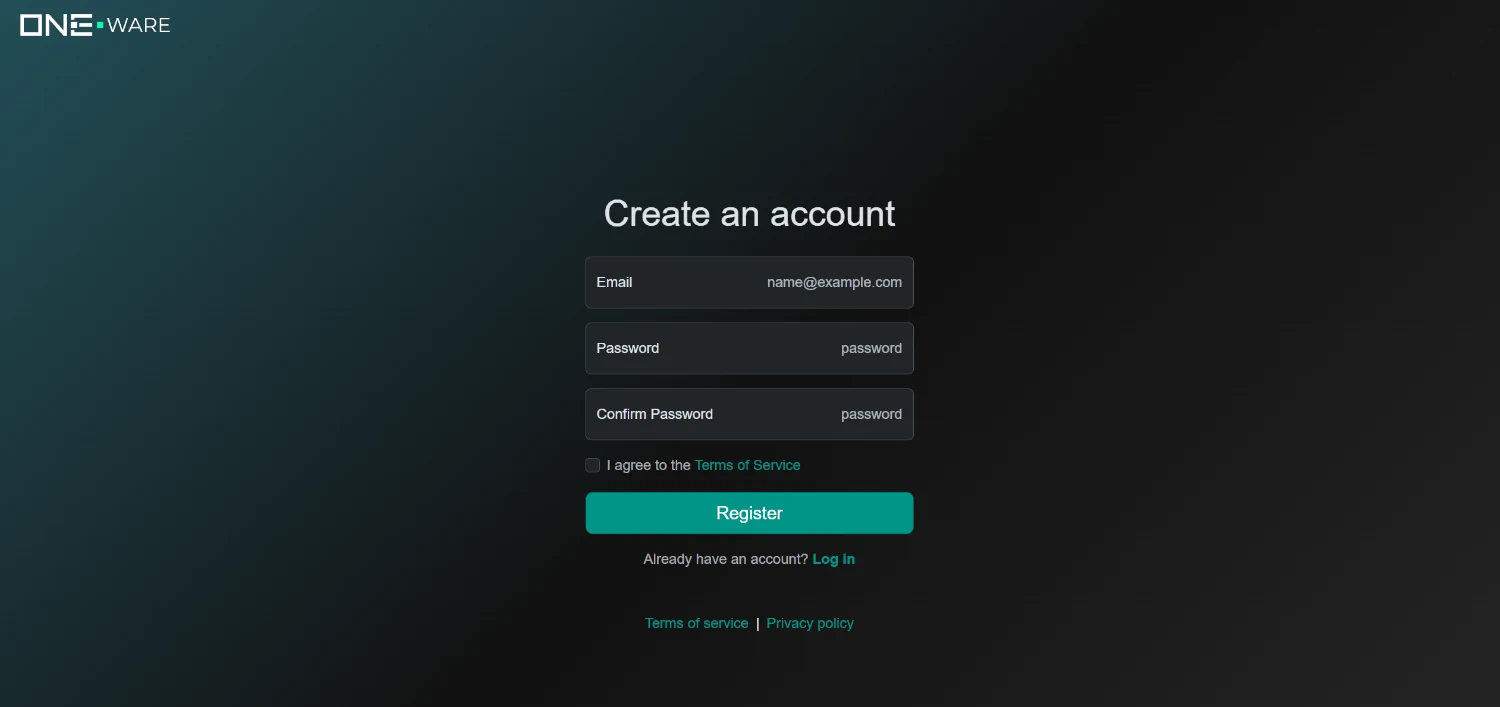 ONE·WARE
Create an account
Email name@example.com
Password password
Confirm Password password
I agree to the Terms of Service
Register
Already have an account? Log in
Terms of service | Privacy policy